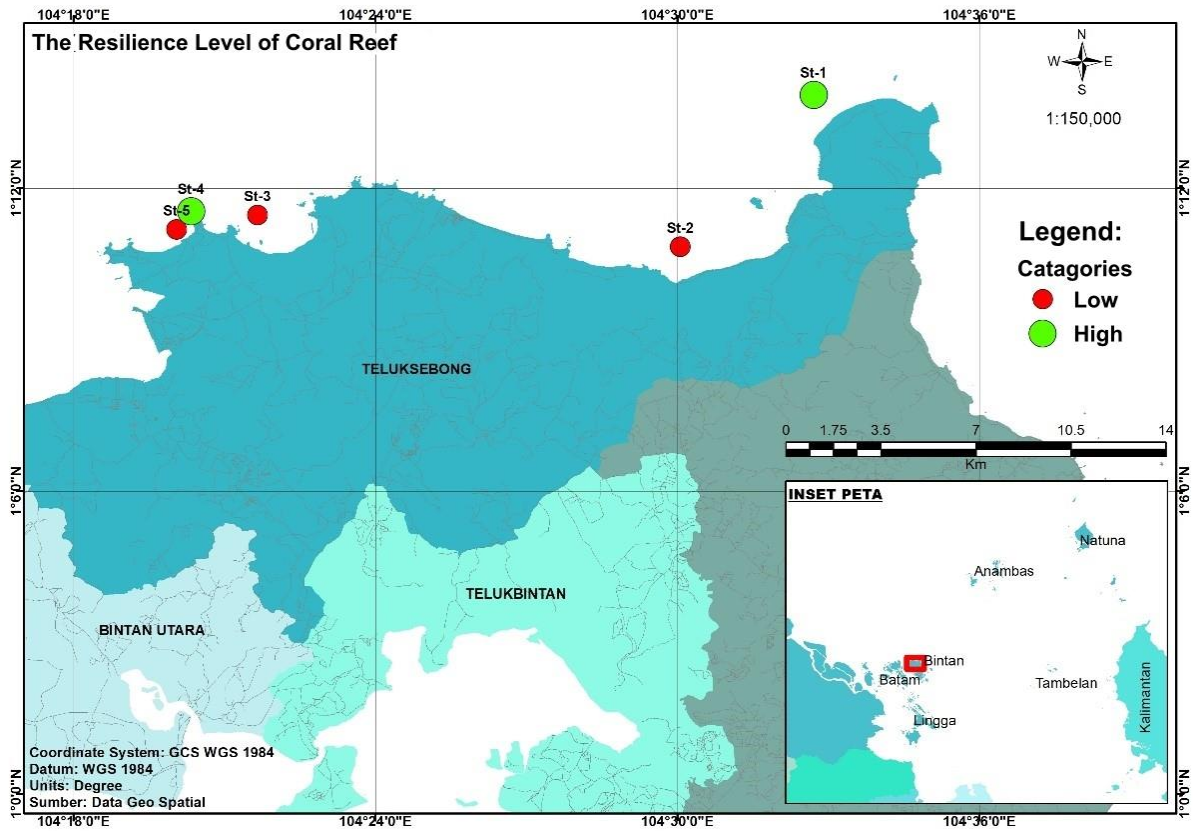 104°18'0"E 104°24'0"E 104°30'0"E 104°36'0"E
The Resilience Level of Coral Reef
N
W E
S
1:150,000
St-1
1°12'0"N
1°12'0"N
St-4
St-5
St-3
St-2
Legend:
Catagories
Low
High
TELUKSEBONG
0 1.75 3.5 7 10.5 14
Km
1°6'0"N
1°6'0"N
INSET PETA
Natuna
Anambas
Bintan
Batam
Tambelan
Lingga
Kalimantan
TELUKBINTAN
BINTAN UTARA
Coordinate System: GCS WGS 1984
Datum: WGS 1984
Units: Degree
Sumber: Data Geo Spatial
1°0'0"N
1°0'0"N
104°18'0"E 104°24'0"E 104°30'0"E 104°36'0"E